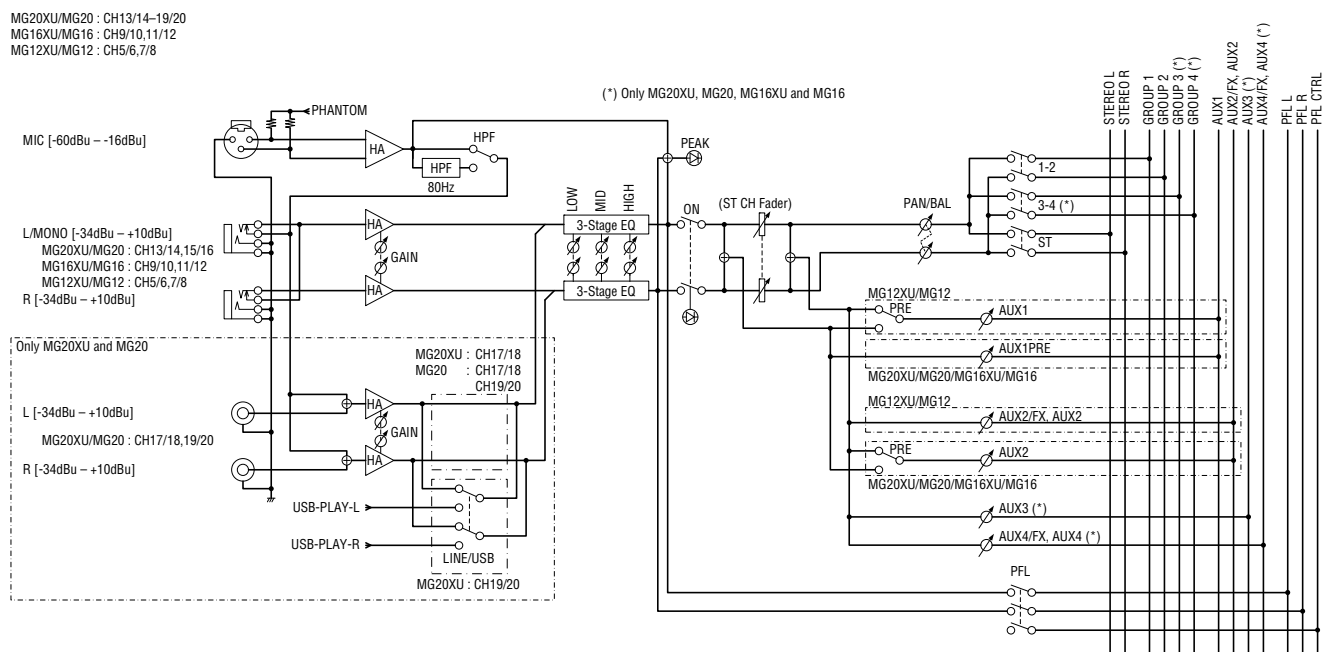 MG20XU/MG20 : CH13/14–19/20
MG16XU/MG16 : CH9/10,11/12
MG12XU/MG12 : CH5/6,7/8
(*) Only MG20XU, MG20, MG16XU and MG16
STEREO L
STEREO R
GROUP 1
GROUP 2
GROUP 3 (*)
GROUP 4 (*)
AUX1
AUX2/FX, AUX2
AUX3 (*)
AUX4/FX, AUX4 (*)
PFL L
PFL R
PFL CTRL
PHANTOM
MIC [-60dBu – -16dBu]
HA
HPF
HPF
80Hz
PEAK
LOW
MID
HIGH
ON
(ST CH Fader)
PAN/BAL
1-2
3-4 (*)
ST
L/MONO [-34dBu – +10dBu]
MG20XU/MG20 : CH13/14,15/16
MG16XU/MG16 : CH9/10,11/12
MG12XU/MG12 : CH5/6,7/8
R [-34dBu – +10dBu]
HA
GAIN
HA
3-Stage EQ
3-Stage EQ
MG12XU/MG12
PRE
AUX1
AUX1PRE
MG20XU/MG20/MG16XU/MG16
MG12XU/MG12
AUX2/FX, AUX2
PRE
AUX2
MG20XU/MG20/MG16XU/MG16
AUX3 (*)
AUX4/FX, AUX4 (*)
PFL
Only MG20XU and MG20
MG20XU : CH17/18
MG20 : CH17/18
CH19/20
L [-34dBu – +10dBu]
HA
GAIN
MG20XU/MG20 : CH17/18,19/20
R [-34dBu – +10dBu]
HA
USB-PLAY-L
USB-PLAY-R
LINE/USB
MG20XU : CH19/20